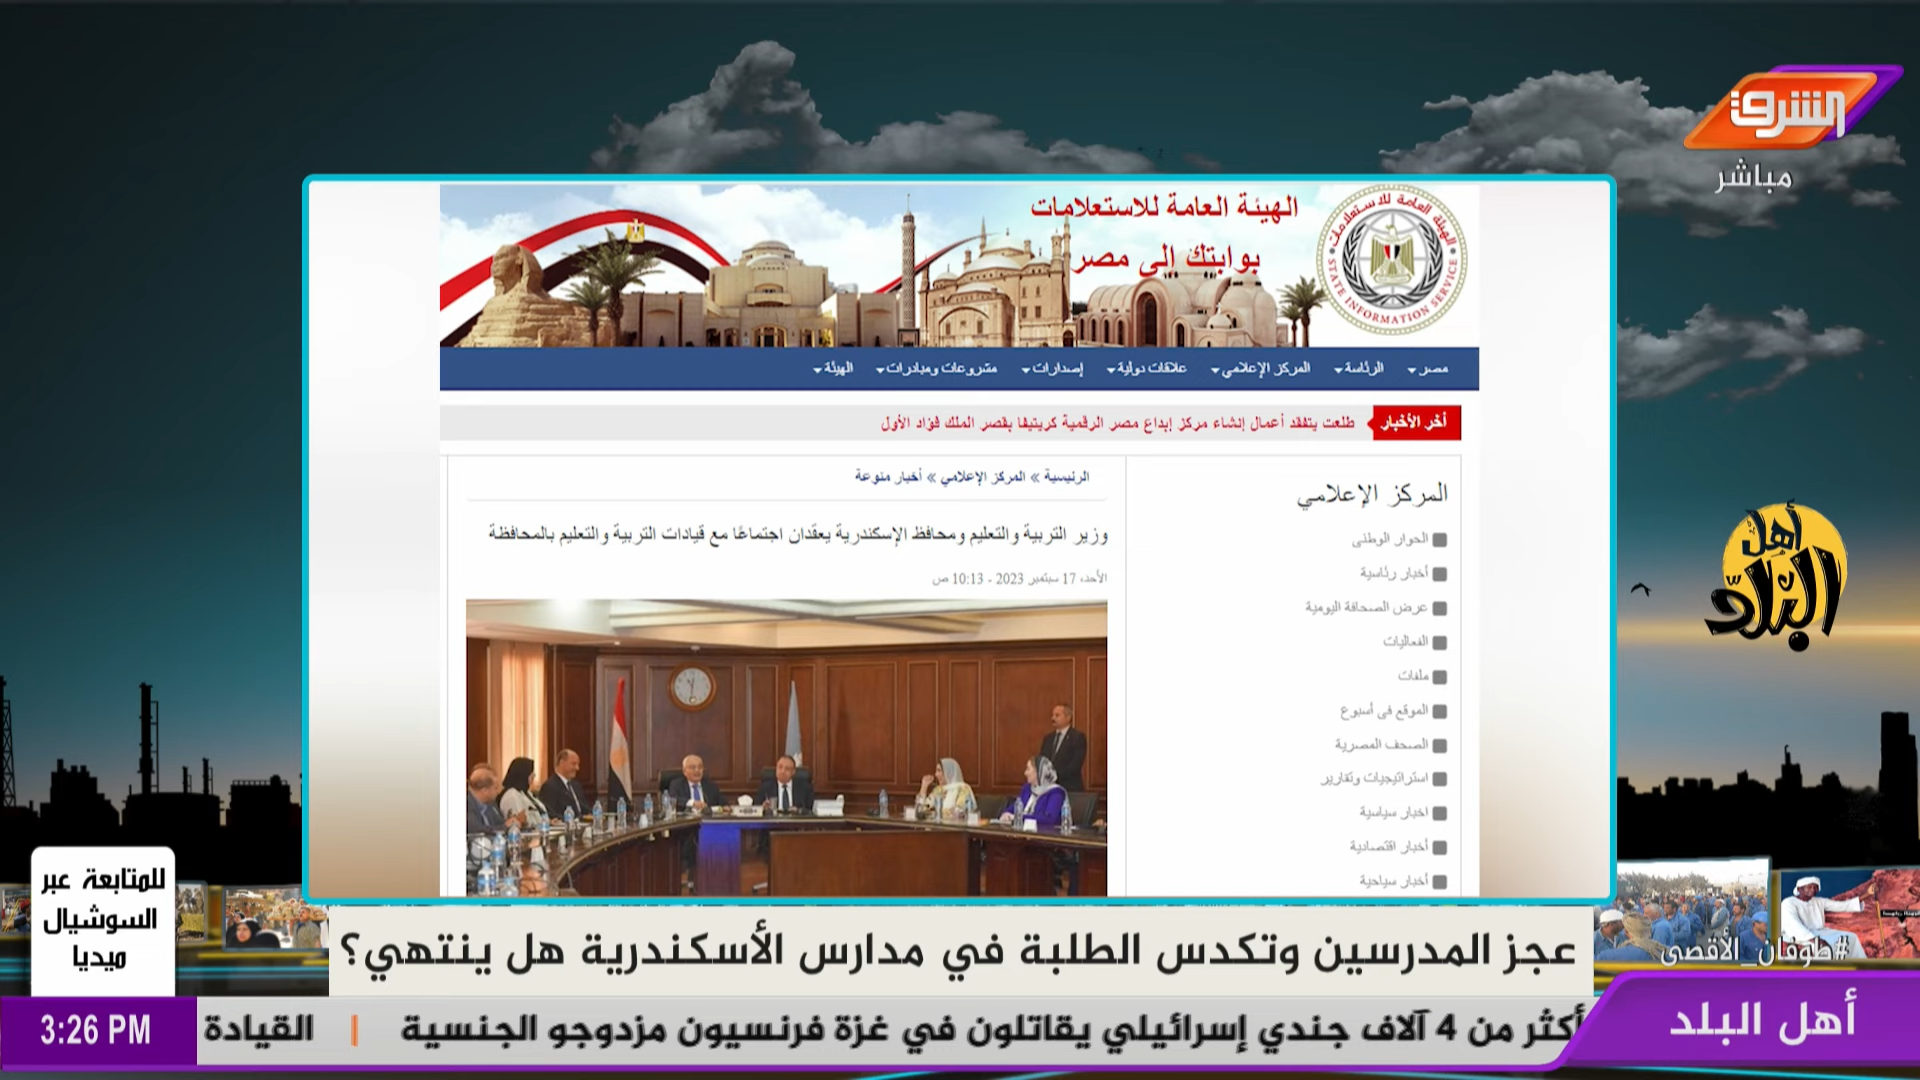 الشرق
مباشر
الهيئة العامة للاستعلامات
بوابتك إلى مصر
الهيئة العامة للاستعلامات
STATE INFORMATION SERVICE
مصر
الرئاسة
المركز الإعلامي
علاقات دولية
إصدارات
مشروعات ومبادرات
الهيئة
أخر الأخبار
طلعت يتفقد أعمال إنشاء مركز إبداع مصر الرقمية كريتيفا بقصر الملك فؤاد الأول
المركز الإعلامي
الحوار الوطنى
أخبار رئاسية
عرض الصحافة اليومية
الفعاليات
ملفات
الموقع فى أسبوع
الصحف المصرية
استراتيجيات وتقارير
اخبار سياسية
أخبار اقتصادية
أخبار سياحية
الرئيسية » المركز الإعلامي » أخبار منوعة
وزير التربية والتعليم ومحافظ الإسكندرية يعقدان اجتماعًا مع قيادات التربية والتعليم بالمحافظة
الأحد، 17 سبتمبر 2023 - 10:13 ص
أهل
البلد
للمتابعة عبر
السوشيال
ميديا
عجز المدرسين وتكدس الطلبة في مدارس الأسكندرية هل ينتهي؟
#طوفان_الأقصى
أهل البلد
أكثر من 4 آلاف جندي إسرائيلي يقاتلون في غزة فرنسيون مزدوجو الجنسية | القيادة
3:26 PM